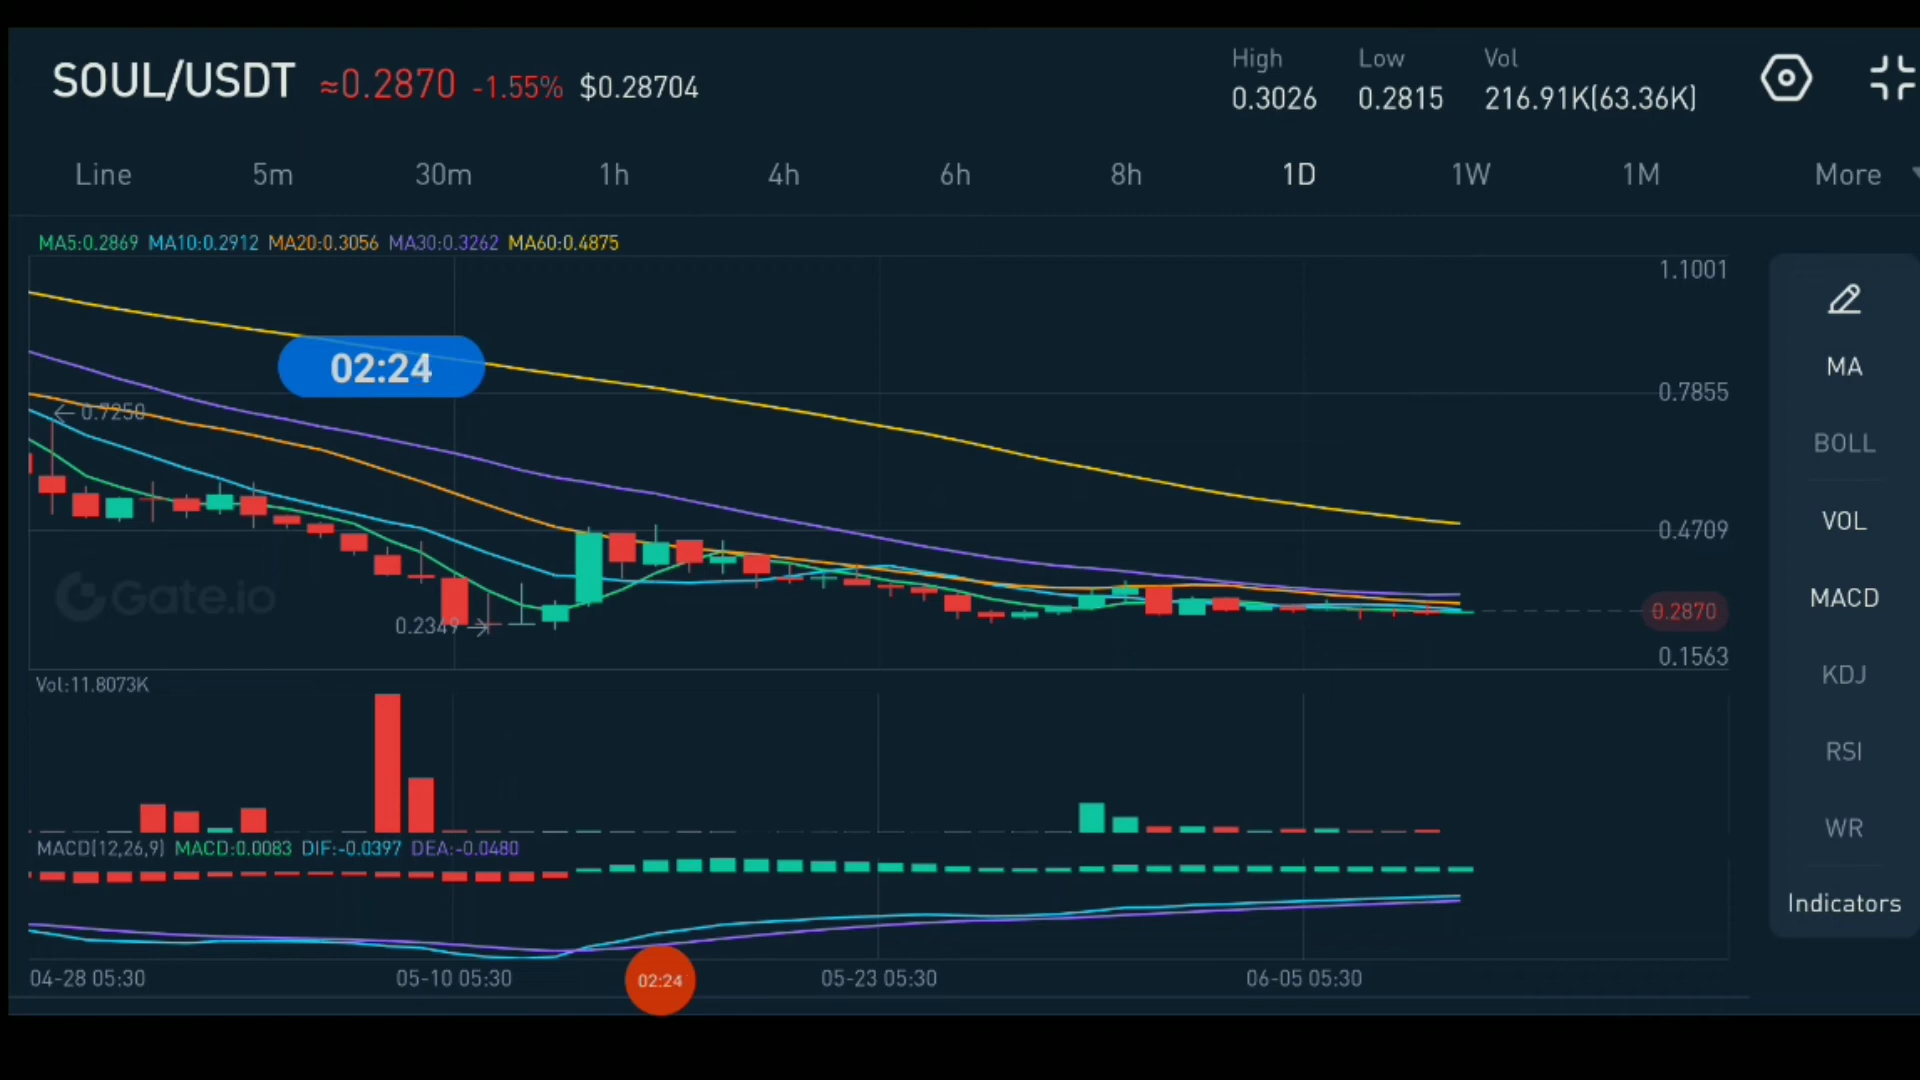 High Low Vol
SOUL/USDT ≈0.2870 -1.55% $0.28704 0.3026 0.2815 216.91K(63.36K)
Line 5m 30m 1h 4h 6h 8h 1D 1W 1M More
MA5:0.2869 MA10:0.2912 MA20:0.3056 MA30:0.3262 MA60:0.4875
1.1001
02:24
MA
0.7855
0.7250
BOLL
VOL
0.4709
Gate.io
MACD
0.2870
0.2349
0.1563
KDJ
Vol:11.8073K
RSI
WR
MACD(12,26,9) MACD:0.0083 DIF:-0.0397 DEA:-0.0480
Indicators
04-28 05:30 05-10 05:30 02:24 05-23 05:30 06-05 05:30